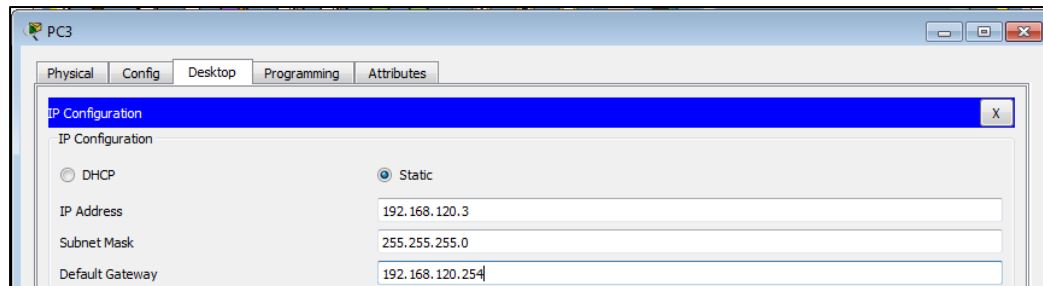 PC3
Physical Config Desktop Programming Attributes
IP Configuration X
IP Configuration
DHCP Static
IP Address 192.168.120.3
Subnet Mask 255.255.255.0
Default Gateway 192.168.120.254